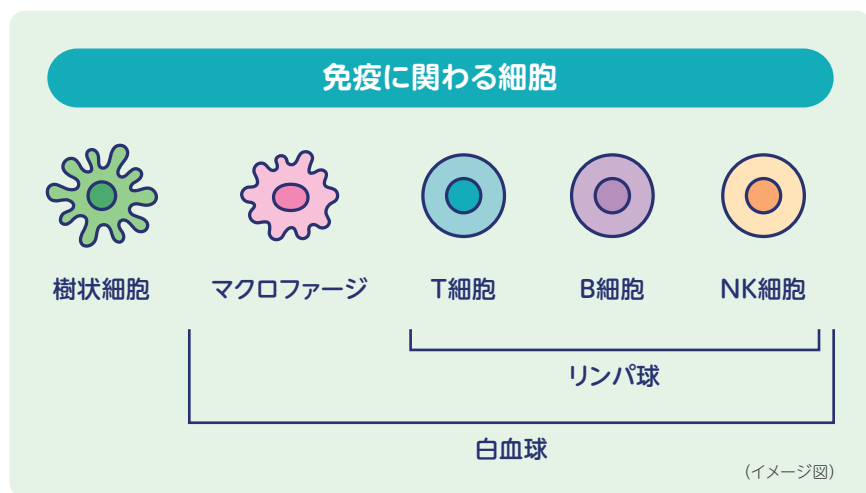 免疫に関わる細胞
樹状細胞
マクロファージ
T細胞
B細胞
NK細胞
リンパ球
白血球
(イメージ図)